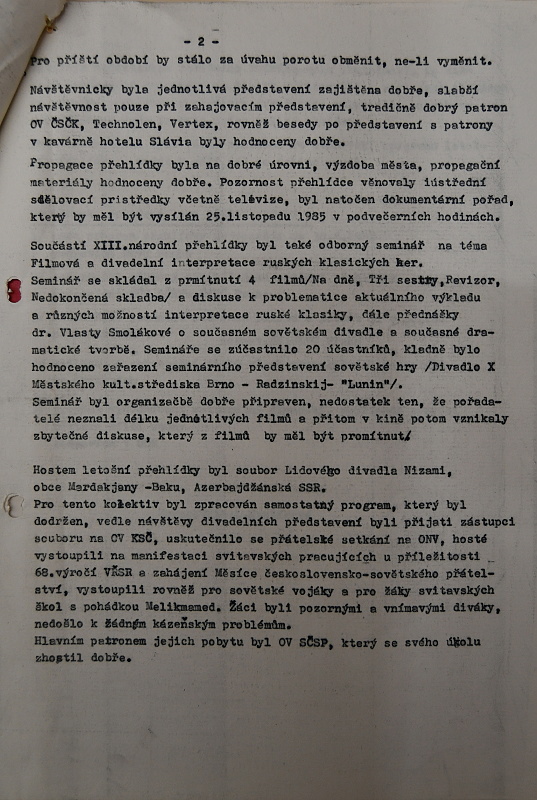 - 2 -
Pro příští období by stálo za úvahu porotu obměnit, ne-li vyměnit.
Návštěvnicky byla jednotlivá představení zajištěna dobře, slabší
návštěvnost pouze při zahajovacím představení, tradičně dobrý patron
OV ČSČK, Technolen, Vertex, rovněž besedy po představení s patrony
v kavárně hotelu Slávia byly hodnoceny dobře.
Propagace přehlídky byla na dobré úrovni, výzdoba města, propagační
materiály hodnoceny dobře. Pozornost přehlídce věnovaly i ústřední
sdělovací prístředky včetně televize, byl natočen dokumentární pořad,
který by měl být vysílán 25.listopadu 1985 v podvečerních hodinách.
Součástí XIII.národní přehlídky byl také odborný seminář na téma
Filmová a divadelní interpretace ruských klasických her.
Seminář se skládal z prmítnutí 4 filmů/Na dně, Tři sestry,Revizor,
Nedokončená skladba/ a diskuse k problematice aktuálního výkladu
a různých možností interpretace ruské klasiky, dále přednášky
dr. Vlasty Smolákové o současném sovětském divadle a současné dra-
matické tvorbě. Semináře se zúčastnilo 20 účastníků, kladně bylo
hodnoceno zařazení seminárního představení sovětské hry /Divadlo X
Městského kult.střediska Brno - Radzinskij- "Lunin"/.
Seminář byl organizačbě dobře připraven, nedostatek ten, že pořada-
telé neznali délku jednotlivých filmů a přitom v kině potom vznikaly
zbytečné diskuse, který z filmů by měl být promítnut/
Hostem letošní přehlídky byl soubor Lidového divadla Nizami,
obce Mardakjany -Baku, Azerbajdžánská SSR.
Pro tento kolektiv byl zpracován samostatný program, který byl
dodržen, vedle návštěvy divadelních představení byli přijati zástupci
souboru na OV KSČ, uskutečnilo se přátelské setkání na ONV, hosté
vystoupili na manifestaci svitavských pracujících u příležitosti
68.výročí VŘSR a zahájení Měsíce československo-sovětského přátel-
ství, vystoupili rovněž pro sovětské vojáky a pro žáky svitavských
škol s pohádkou Melikmamed. Žáci byli pozornými a vnímavými diváky,
nedošlo k žádným kázeňským problémům.
Hlavním patronem jejich pobytu byl OV SČSP, který se svého úkolu
zhostil dobře.